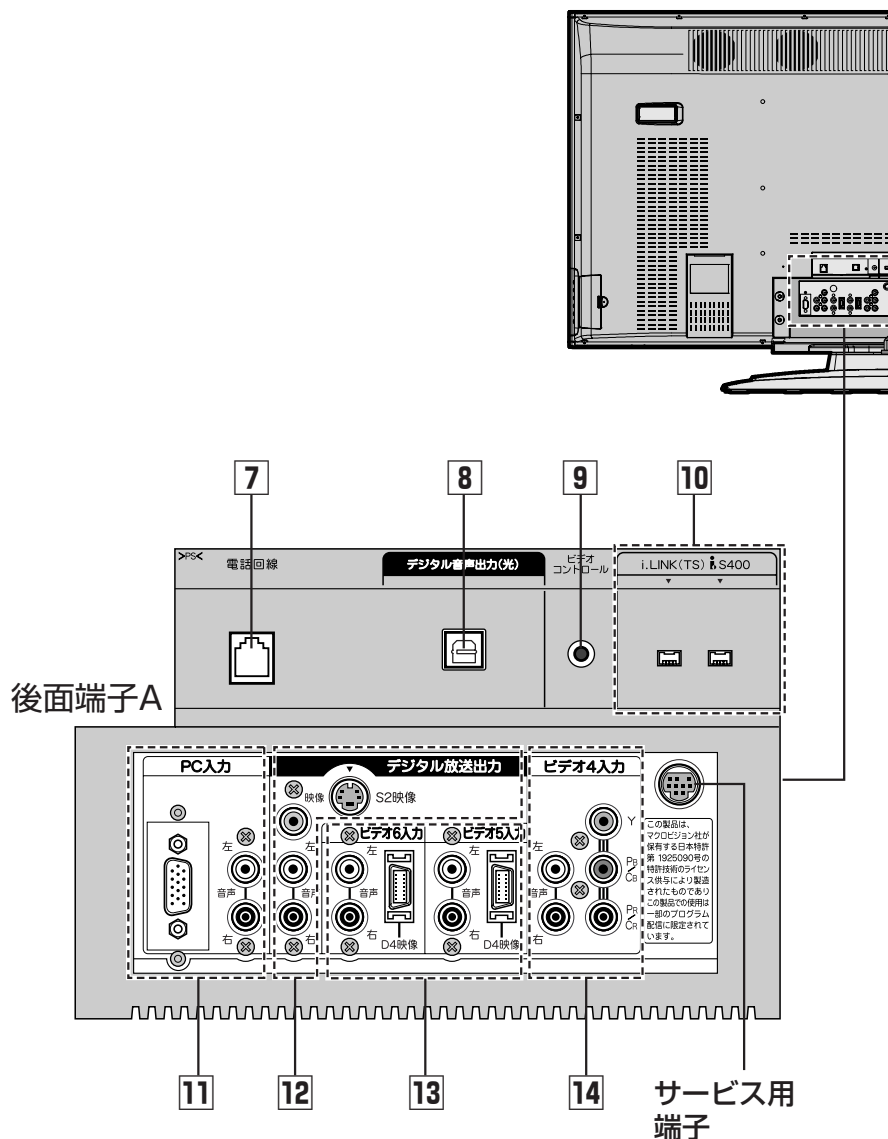 7
8
9
10
>PS<
電話回線
デジタル音声出力(光)
ビデオ
コントロール
i.LINK(TS) S400
後面端子A
PC入力
デジタル放送出力
ビデオ4入力
映像
S2映像
ビデオ6入力
ビデオ5入力
左
音声
右
左
音声
右
左
音声
右
D4映像
左
音声
右
D4映像
左
音声
右
Y
PB
CB
PR
CR
この製品は、
マクロビジョン社が
保有する日本特許
第 1925090号の
特許技術のライセン
ス供与により製造
されたものであり
この製品での使用は
一部のプログラム
配信に限定されて
います。
11
12
13
14
サービス用
端子